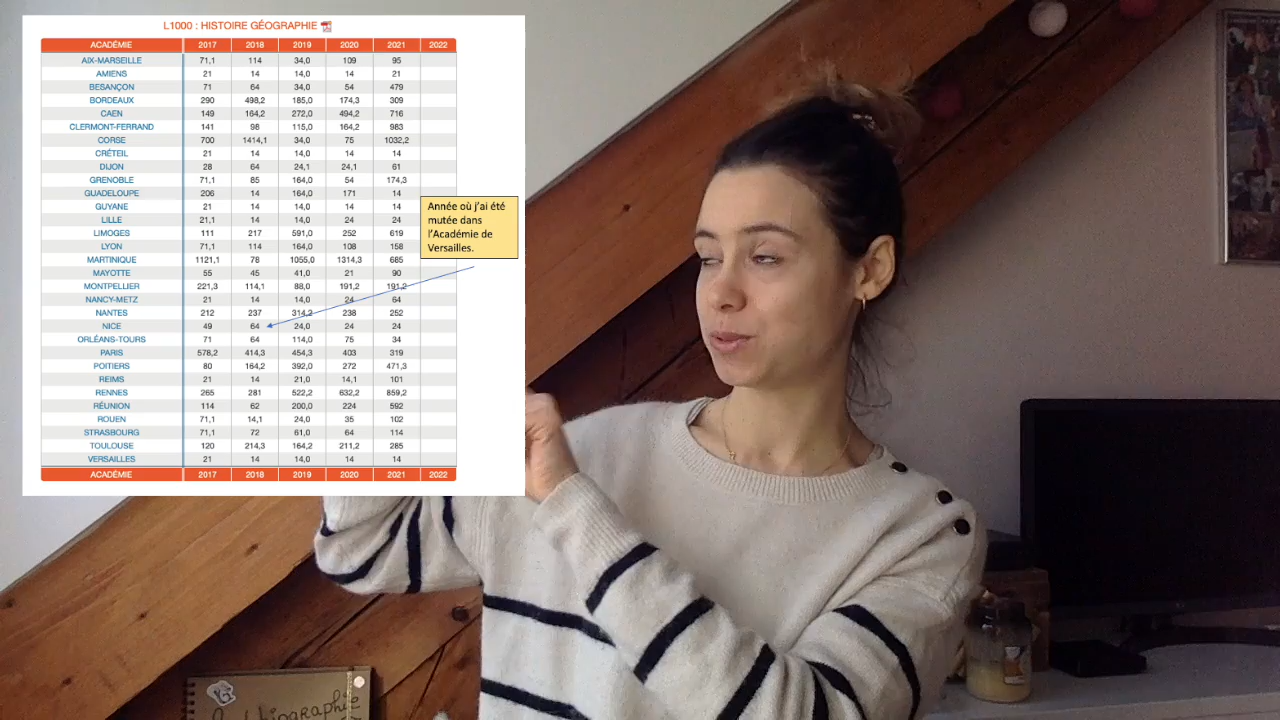 L1000 : HISTOIRE GÉOGRAPHIE
ACADÉMIE 2017 2018 2019 2020 2021 2022
AIX-MARSEILLE 71,1 114 34,0 109 95
AMIENS 21 14 14,0 14 21
BESANÇON 71 64 34,0 54 479
BORDEAUX 290 498,2 185,0 174,3 309
CAEN 149 164,2 272,0 494,2 716
CLERMONT-FERRAND 141 98 115,0 164,2 983
CORSE 700 1414,1 34,0 75 1032,2
CRÉTEIL 21 14 14,0 14 14
DIJON 28 64 24,1 24,1 61
GRENOBLE 71,1 85 164,0 54 174,3
GUADELOUPE 206 14 164,0 171 14
GUYANE 21 14 14,0 14 14
LILLE 21,1 14 14,0 24 24
LIMOGES 111 217 591,0 252 619
LYON 71,1 114 164,0 108 158
MARTINIQUE 1121,1 78 1055,0 1314,3 685
MAYOTTE 55 45 41,0 21 90
MONTPELLIER 221,3 114,1 88,0 191,2 191,2
NANCY-METZ 21 14 14,0 24 64
NANTES 212 237 314,2 238 252
NICE 49 64 24,0 24 24
ORLÉANS-TOURS 71 64 114,0 75 34
PARIS 578,2 414,3 454,3 403 319
POITIERS 80 164,2 392,0 272 471,3
REIMS 21 14 21,0 14,1 101
RENNES 265 281 522,2 632,2 859,2
RÉUNION 114 62 200,0 224 592
ROUEN 71,1 14,1 24,0 35 102
STRASBOURG 71,1 72 61,0 64 114
TOULOUSE 120 214,3 164,2 211,2 285
VERSAILLES 21 14 14,0 14 14
ACADÉMIE 2017 2018 2019 2020 2021 2022
Année où j'ai été
mutée dans
l'Académie de
Versailles.